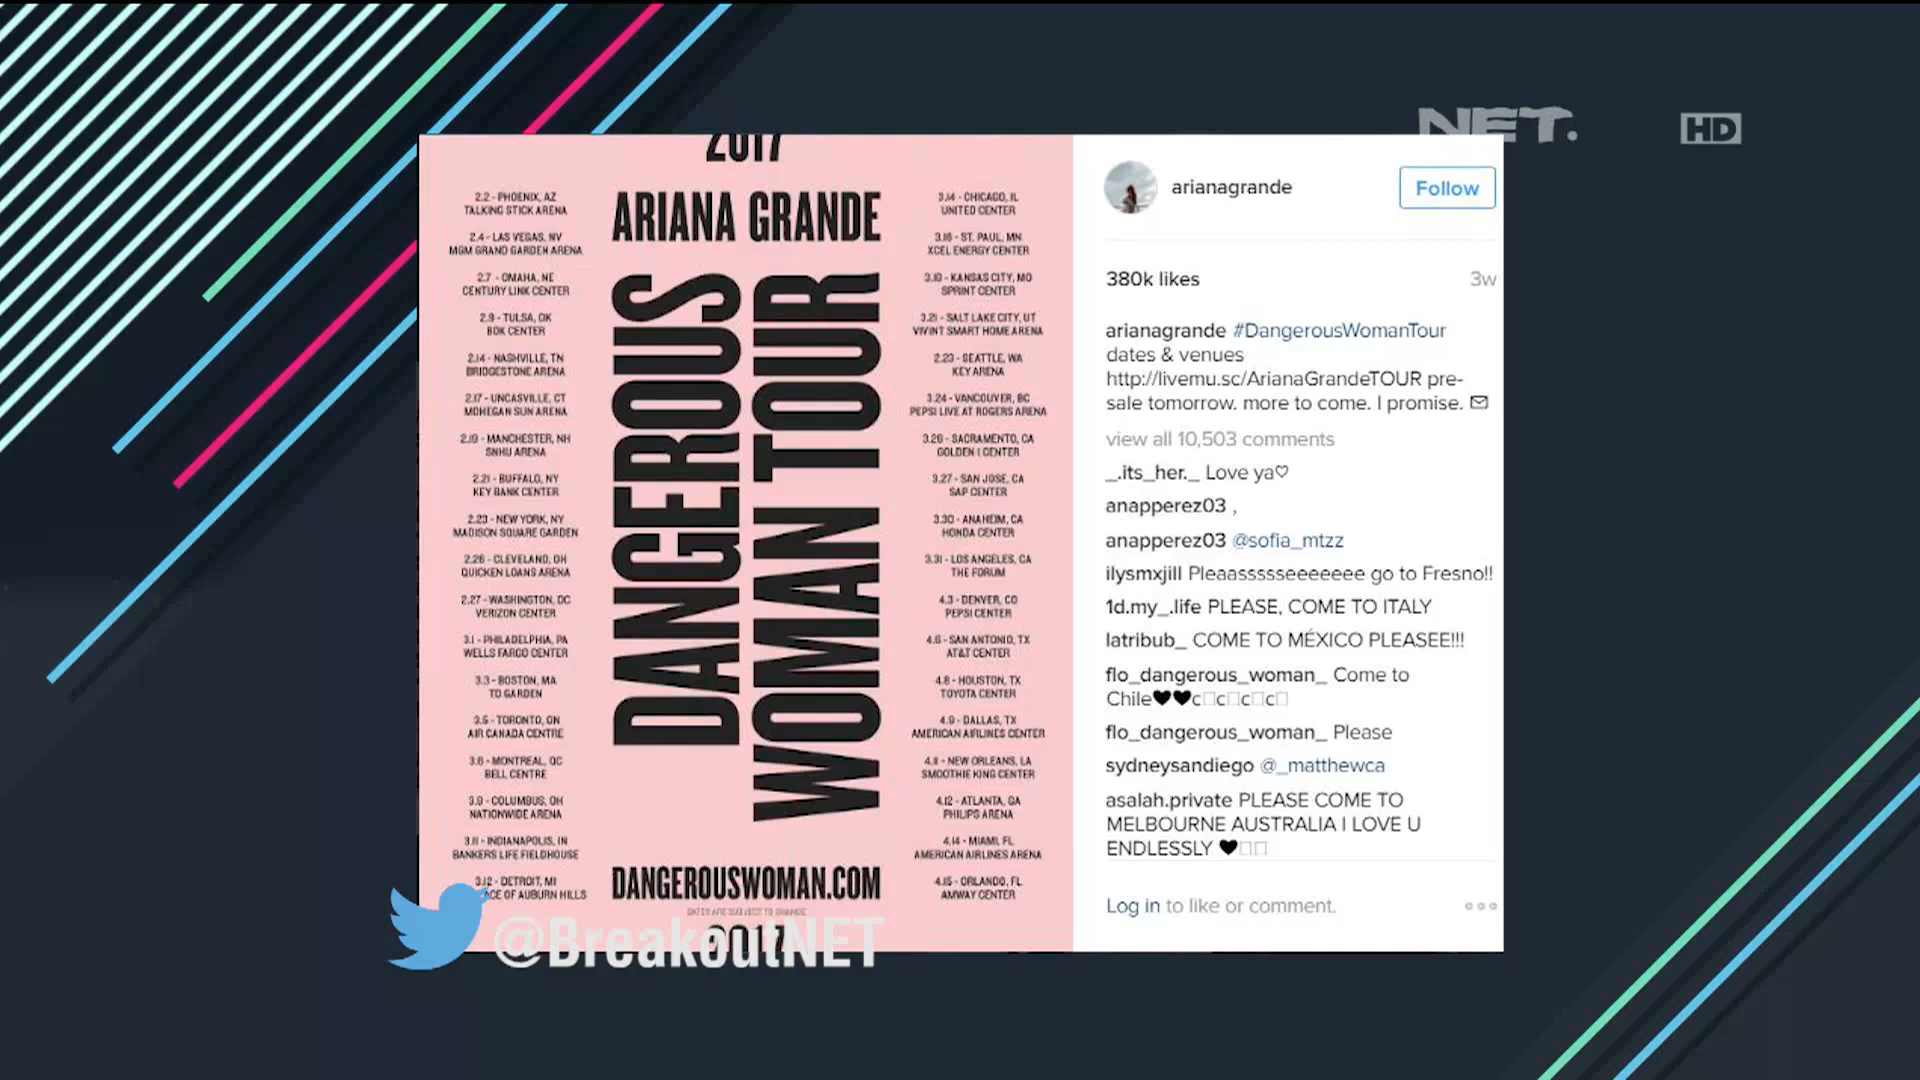 NET.
HD
2017
ARIANA GRANDE
DANGEROUS
WOMAN TOUR
2.2 - PHOENIX, AZ
TALKING STICK ARENA
2.4 - LAS VEGAS, NV
MGM GRAND GARDEN ARENA
2.7 - OMAHA, NE
CENTURY LINK CENTER
2.9 - TULSA, OK
BOK CENTER
2.14 - NASHVILLE, TN
BRIDGESTONE ARENA
2.17 - UNCASVILLE, CT
MOHEGAN SUN ARENA
2.19 - MANCHESTER, NH
SNHU ARENA
2.21 - BUFFALO, NY
KEY BANK CENTER
2.23 - NEW YORK, NY
MADISON SQUARE GARDEN
2.26 - CLEVELAND, OH
QUICKEN LOANS ARENA
2.27 - WASHINGTON, DC
VERIZON CENTER
3.1 - PHILADELPHIA, PA
WELLS FARGO CENTER
3.3 - BOSTON, MA
TD GARDEN
3.5 - TORONTO, ON
AIR CANADA CENTRE
3.6 - MONTREAL, QC
BELL CENTRE
3.9 - COLUMBUS, OH
NATIONWIDE ARENA
3.11 - INDIANAPOLIS, IN
BANKERS LIFE FIELDHOUSE
3.12 - DETROIT, MI
CE OF AUBURN HILLS
3.14 - CHICAGO, IL
UNITED CENTER
3.16 - ST. PAUL, MN
XCEL ENERGY CENTER
3.18 - KANSAS CITY, MO
SPRINT CENTER
3.21 - SALT LAKE CITY, UT
VIVINT SMART HOME ARENA
2.23 - SEATTLE, WA
KEY ARENA
3.24 - VANCOUVER, BC
PEPSI LIVE AT ROGERS ARENA
3.26 - SACRAMENTO, CA
GOLDEN 1 CENTER
3.27 - SAN JOSE, CA
SAP CENTER
3.30 - ANAHEIM, CA
HONDA CENTER
3.31 - LOS ANGELES, CA
THE FORUM
4.3 - DENVER, CO
PEPSI CENTER
4.6 - SAN ANTONIO, TX
AT&T CENTER
4.8 - HOUSTON, TX
TOYOTA CENTER
4.9 - DALLAS, TX
AMERICAN AIRLINES CENTER
4.11 - NEW ORLEANS, LA
SMOOTHIE KING CENTER
4.12 - ATLANTA, GA
PHILIPS ARENA
4.14 - MIAMI, FL
AMERICAN AIRLINES ARENA
4.15 - ORLANDO, FL
AMWAY CENTER
DANGEROUSWOMAN.COM
DATES ARE SUBJECT TO CHANGE
2017
@BreakoutNET
arianagrande
Follow
380k likes
3w
arianagrande #DangerousWomanTour
dates & venues
http://livemu.sc/ArianaGrandeTOUR pre-
sale tomorrow. more to come. I promise. ✉
view all 10,503 comments
_.its_her._ Love ya♡
anapperez03 ,
anapperez03 @sofia_mtzz
ilysmxjill Pleaasssseeeeeee go to Fresno!!
1d.my_.life PLEASE, COME TO ITALY
latribub_ COME TO MÉXICO PLEASEE!!!
flo_dangerous_woman_ Come to
Chile♥♥c□c□c□c□
flo_dangerous_woman_ Please
sydneysandiego @_matthewca
asalah.private PLEASE COME TO
MELBOURNE AUSTRALIA I LOVE U
ENDLESSLY ♥□□
Log in to like or comment.